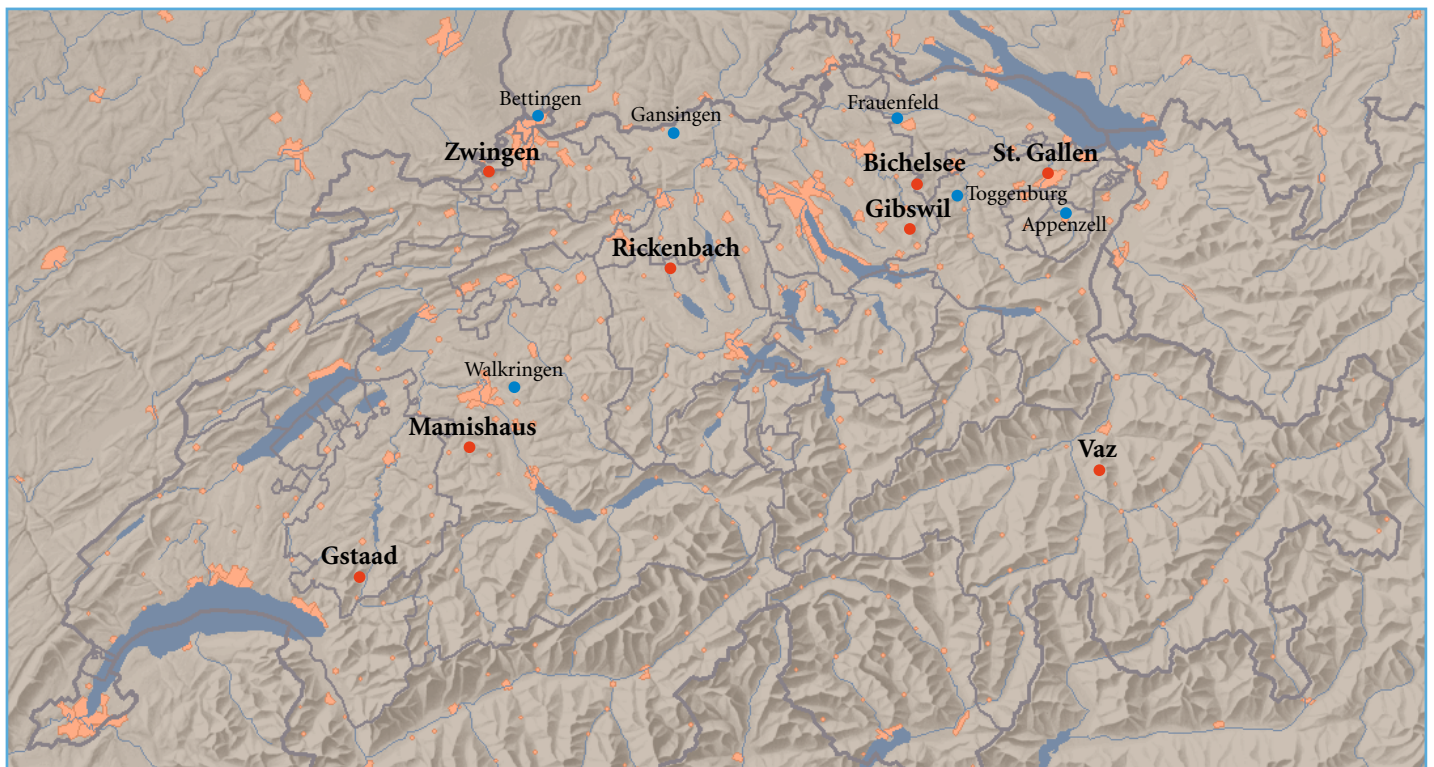 Bettingen
Gansingen
Frauenfeld
Zwingen
Bichelsee
St. Gallen
Gibswil
Toggenburg
Appenzell
Rickenbach
Walkringen
Mamishaus
Vaz
Gstaad